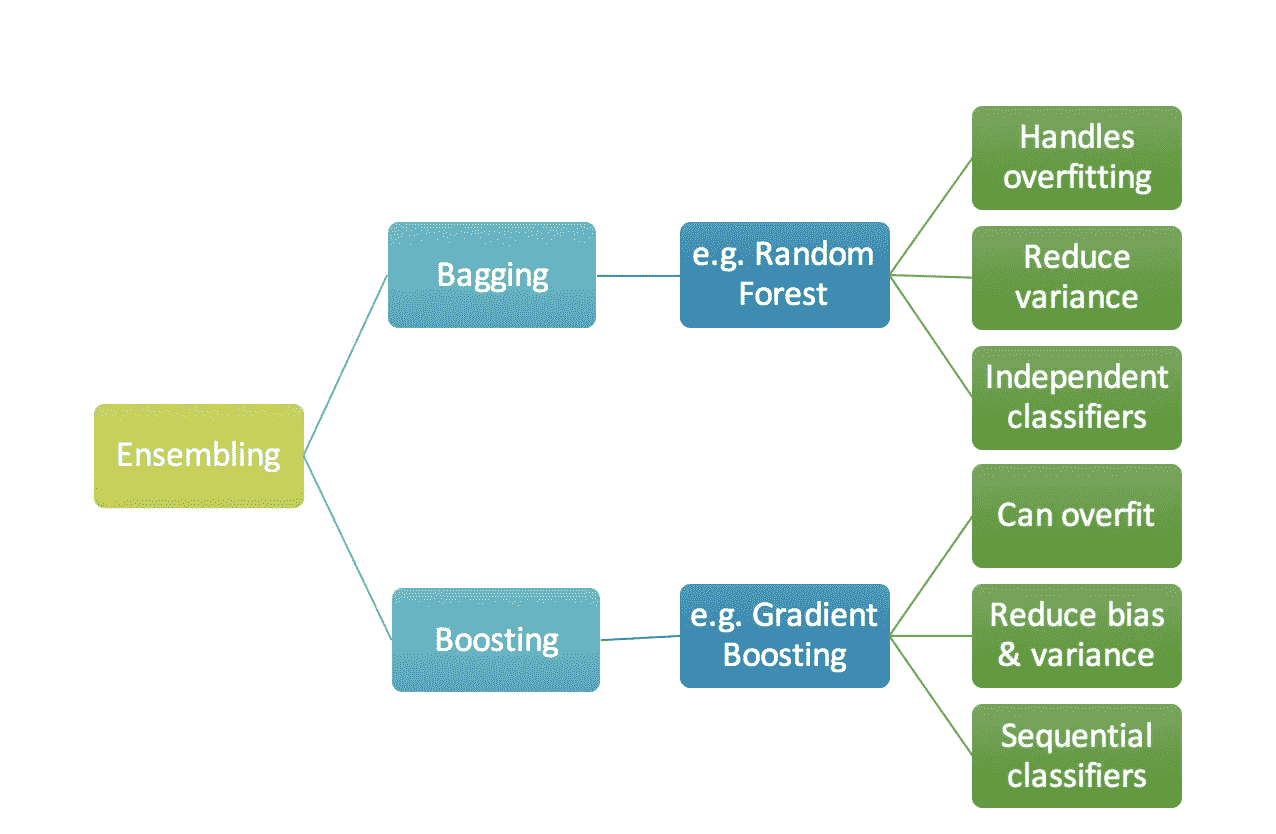 Ensembling
Bagging
e.g. Random
Forest
Handles
overfitting
Reduce
variance
Independent
classifiers
Boosting
e.g. Gradient
Boosting
Can overfit
Reduce bias
& variance
Sequential
classifiers